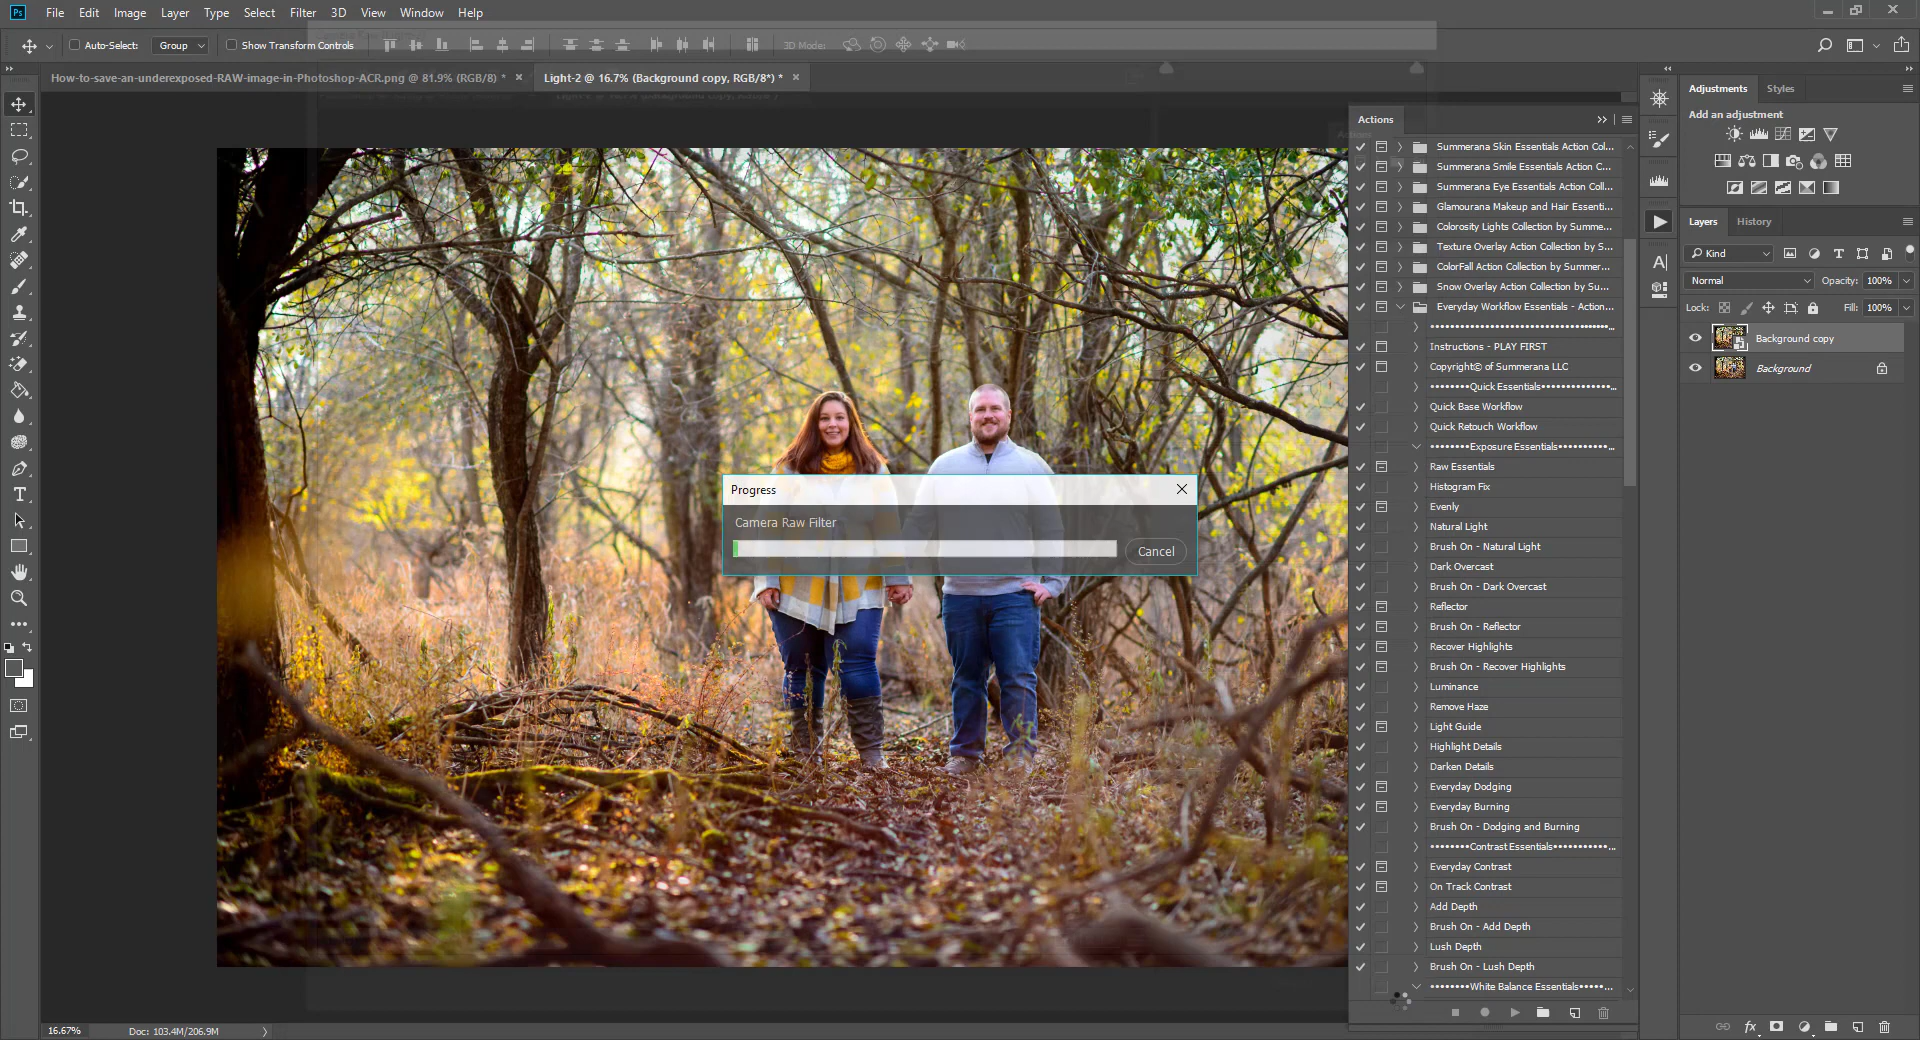 Ps File Edit Image Layer Type Select Filter 3D View Window Help
Auto-Select: Group Show Transform Controls 3D Mode:
How-to-save-an-underexposed-RAW-image-in-Photoshop-ACR.png @ 81.9% (RGB/8) * × Light-2 @ 16.7% (Background copy, RGB/8*) * ×
Actions
Summerana Skin Essentials Action Col...
Summerana Smile Essentials Action C...
Summerana Eye Essentials Action Coll...
Glamourana Makeup and Hair Essenti...
Colorosity Lights Collection by Summe...
Texture Overlay Action Collection by S...
ColorFall Action Collection by Summer...
Snow Overlay Action Collection by Su...
Everyday Workflow Essentials - Action...
Instructions - PLAY FIRST
Copyright© of Summerana LLC
••••••••Quick Essentials•••••••••••••••...
Quick Base Workflow
Quick Retouch Workflow
••••••••Exposure Essentials••••••••••...
Raw Essentials
Histogram Fix
Evenly
Natural Light
Brush On - Natural Light
Dark Overcast
Brush On - Dark Overcast
Reflector
Brush On - Reflector
Recover Highlights
Brush On - Recover Highlights
Luminance
Remove Haze
Light Guide
Highlight Details
Darken Details
Everyday Dodging
Everyday Burning
Brush On - Dodging and Burning
••••••••Contrast Essentials•••••••••••...
Everyday Contrast
On Track Contrast
Add Depth
Brush On - Add Depth
Lush Depth
Brush On - Lush Depth
••••••••White Balance Essentials•••••...
Progress
Camera Raw Filter
Cancel
Adjustments Styles
Add an adjustment
Layers History
Kind
Normal Opacity: 100%
Lock: Fill: 100%
Background copy
Background
16.67% Doc: 103.4M/206.9M